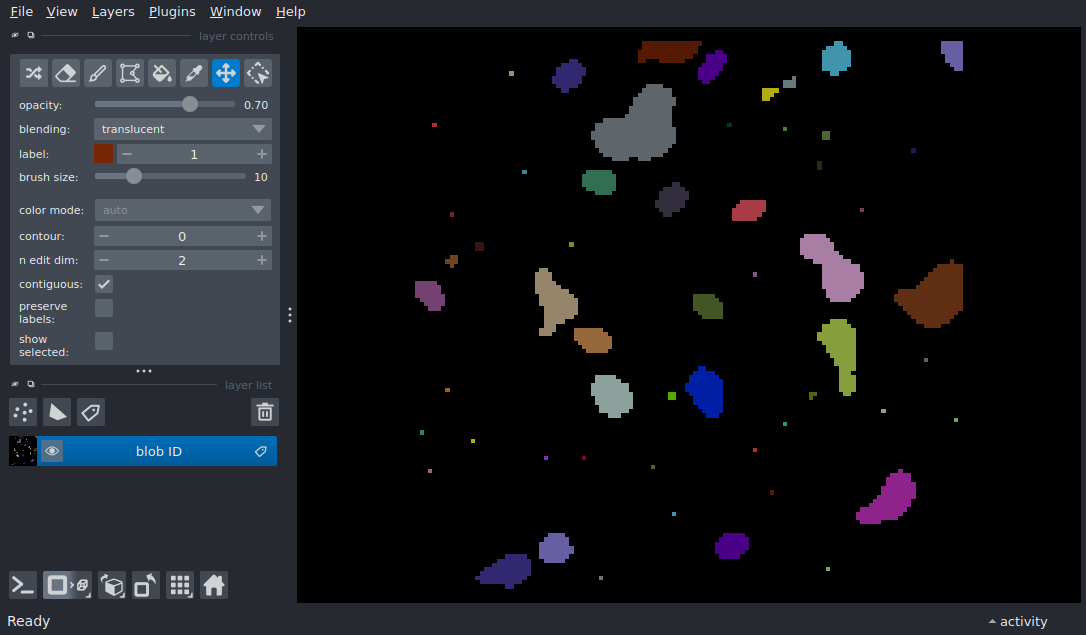 File View Layers Plugins Window Help
layer controls
opacity: 0.70
blending: translucent
label: 1
brush size: 10
color mode: auto
contour: 0
n edit dim: 2
contiguous:
preserve
labels:
show
selected:
layer list
blob ID
Ready activity